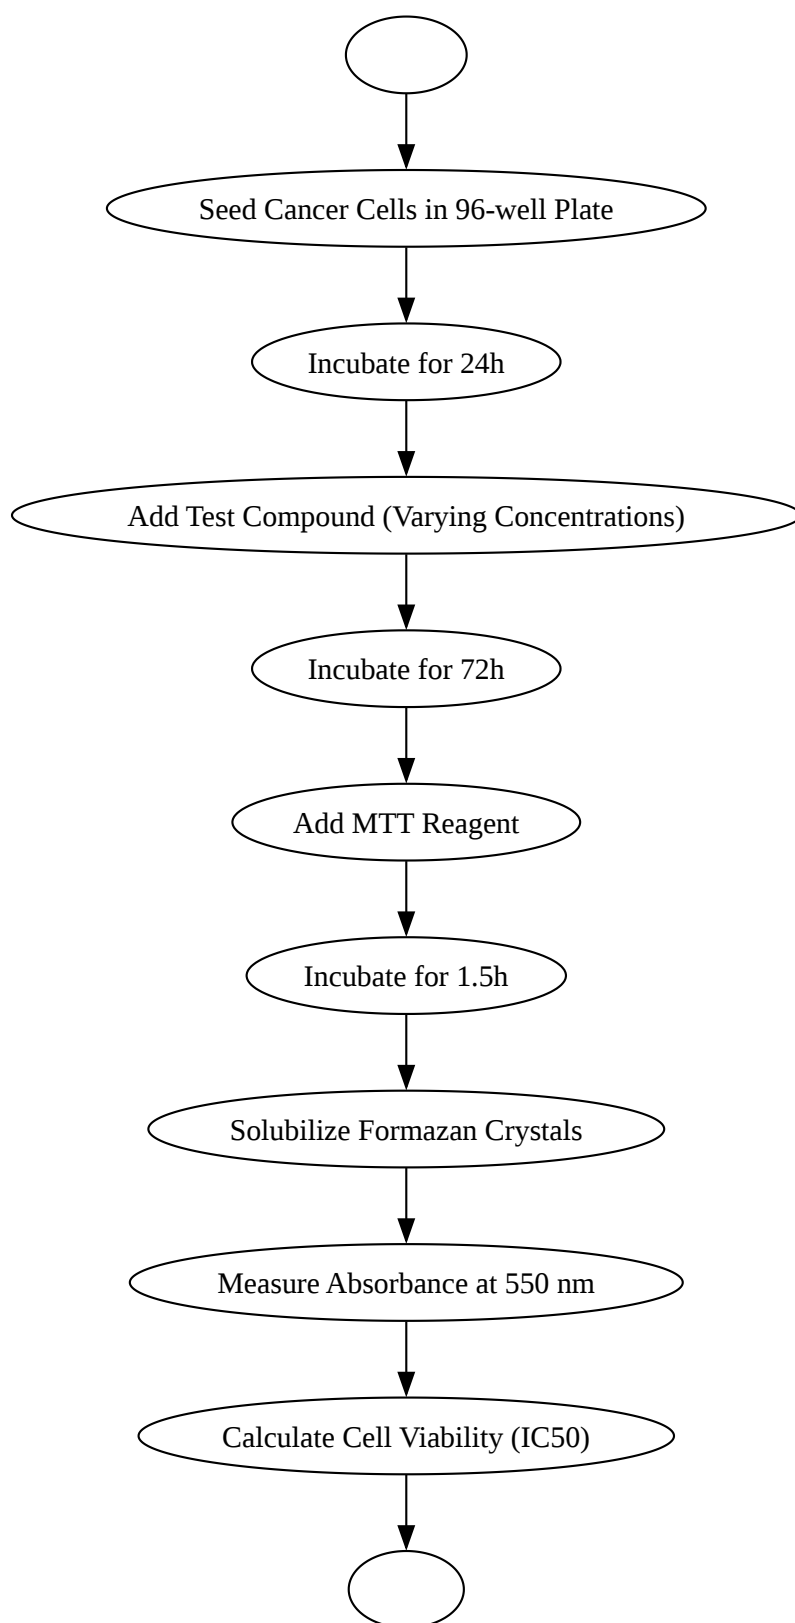 Seed Cancer Cells in 96-well Plate
Incubate for 24h
Add Test Compound (Varying Concentrations)
Incubate for 72h
Add MTT Reagent
Incubate for 1.5h
Solubilize Formazan Crystals
Measure Absorbance at 550 nm
Calculate Cell Viability (IC50)